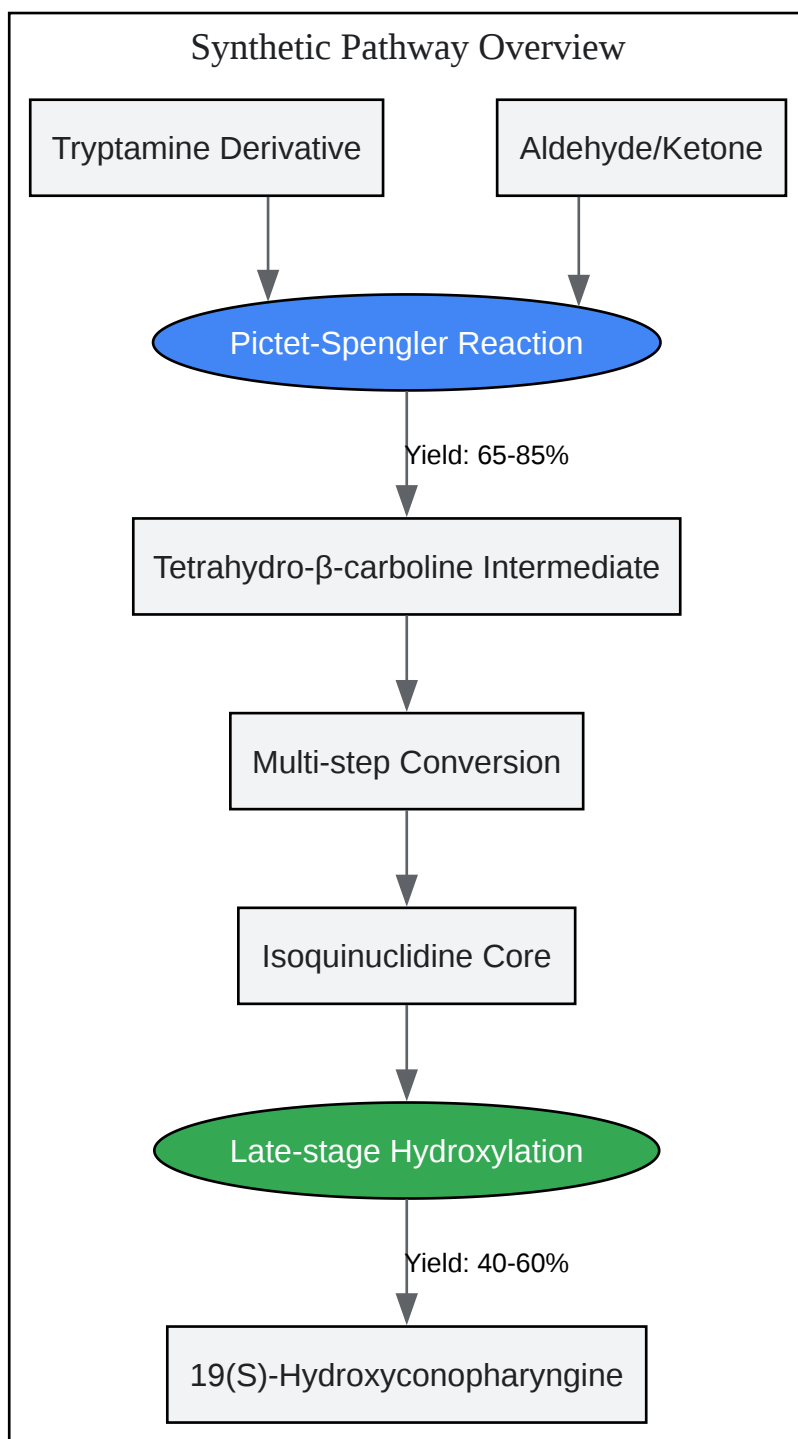 Synthetic Pathway Overview
Tryptamine Derivative
Aldehyde/Ketone
Pictet-Spengler Reaction
Yield: 65-85%
Tetrahydro-β-carboline Intermediate
Multi-step Conversion
Isoquinuclidine Core
Late-stage Hydroxylation
Yield: 40-60%
19(S)-Hydroxyconopharyngine